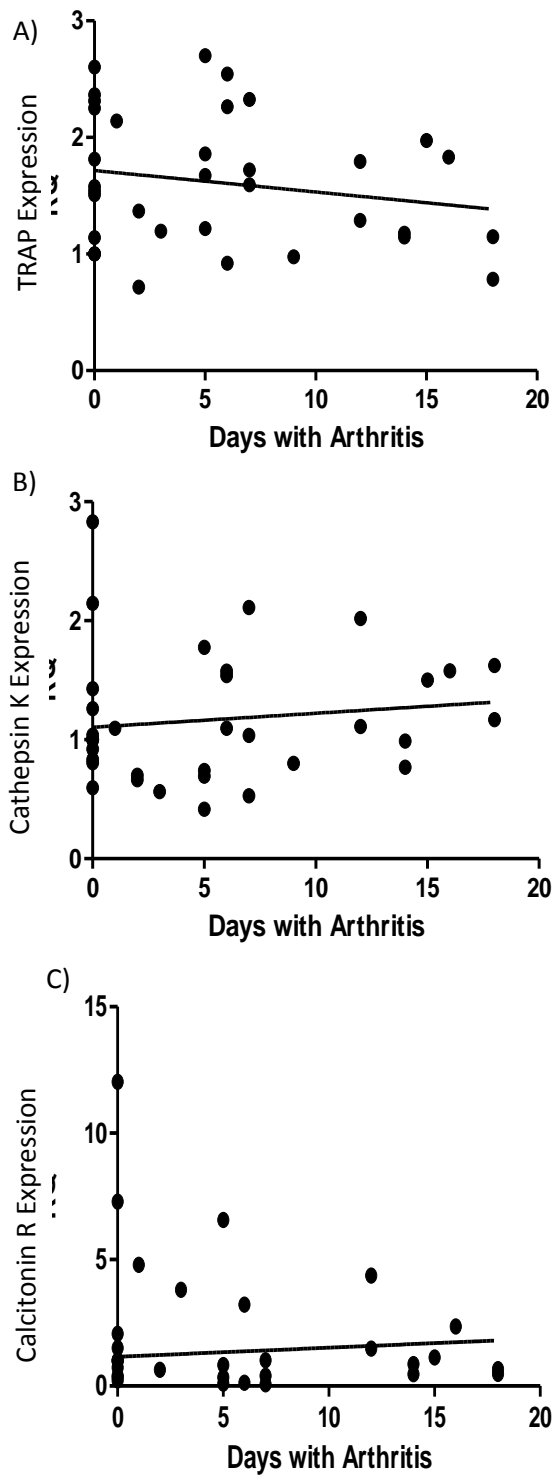 A)
TRAP Expression
3
2
1
0
0 5 10 15 20
Days with Arthritis
B)
Cathepsin K Expression
3
2
1
0
0 5 10 15 20
Days with Arthritis
C)
Calcitonin R Expression
15
10
5
0
0 5 10 15 20
Days with Arthritis